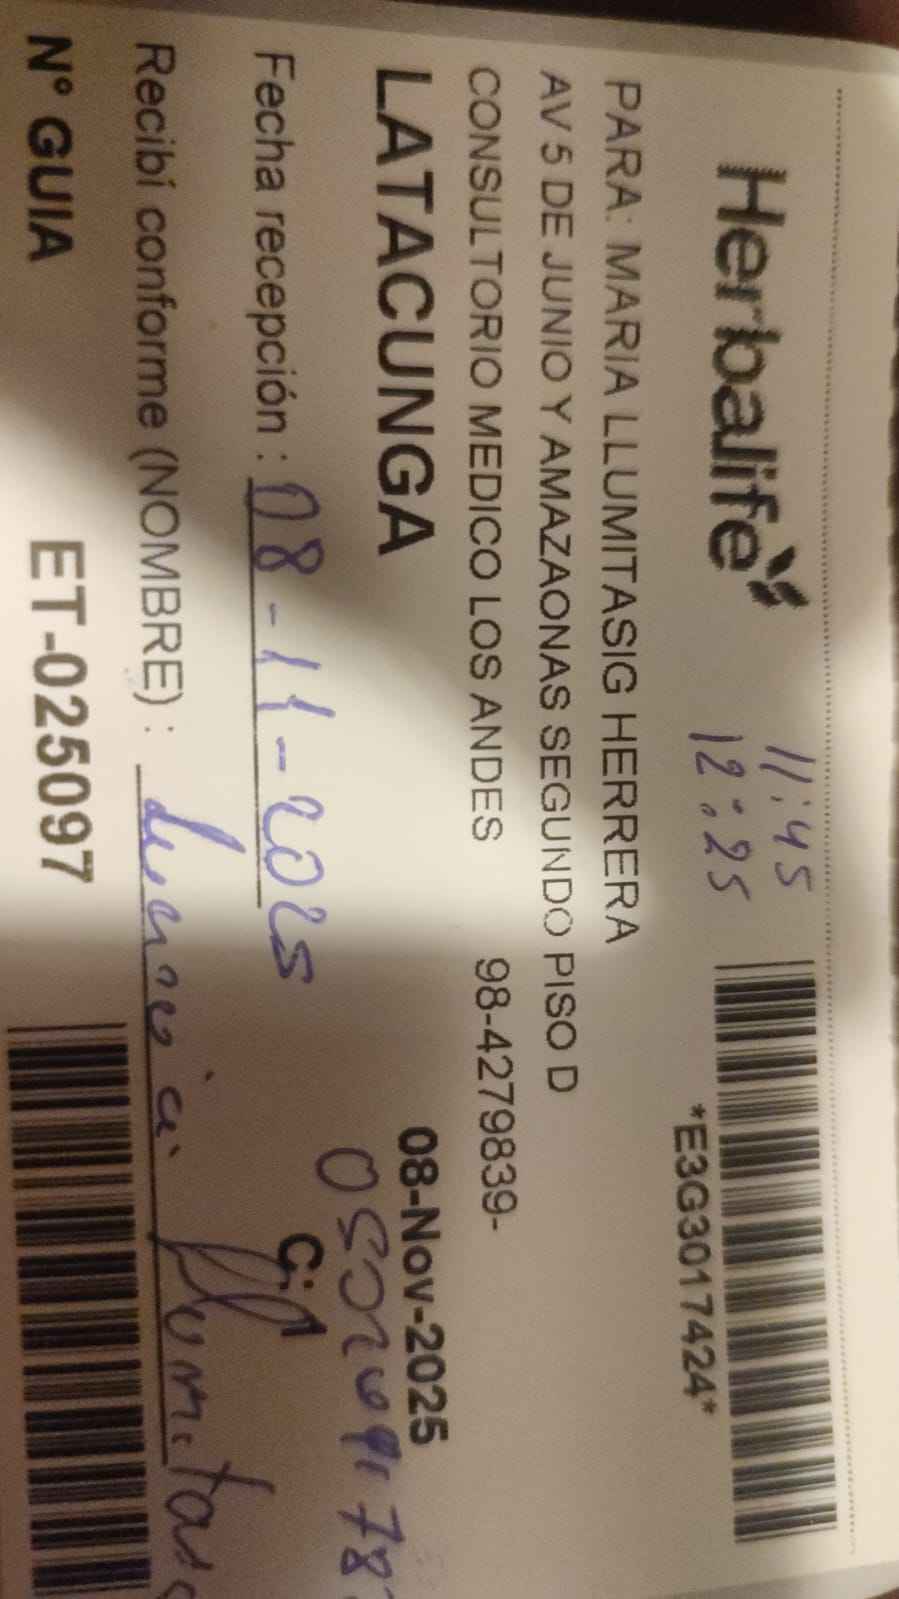 Herbalife
11:45
12:25
*E3G3017424*
PARA: MARIA LLUMITASIG HERRERA
AV 5 DE JUNIO Y AMAZAONAS SEGUNDO PISO D
CONSULTORIO MEDICO LOS ANDES 98-4279839-
LATACUNGA 08-Nov-2025
Fecha recepción : 08-11-2025 C.I
Recibí conforme (NOMBRE) :
N° GUIA ET-025097